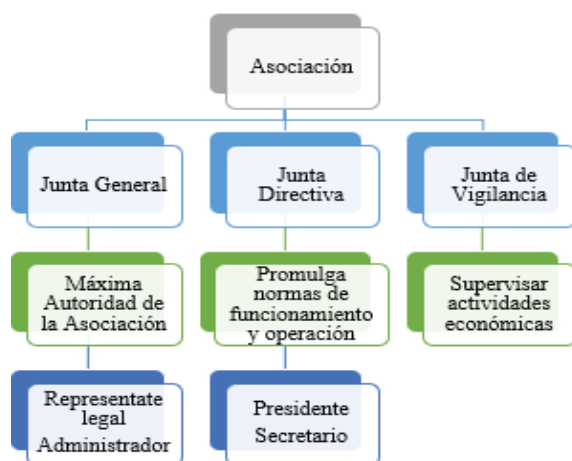 Asociación
Junta General
Junta
Directiva
Junta de
Vigilancia
Máxima
Autoridad de
la Asociación
Promulga
normas de
funcionamiento
y operación
Supervisar
actividades
económicas
Representate
legal
Administrador
Presidente
Secretario